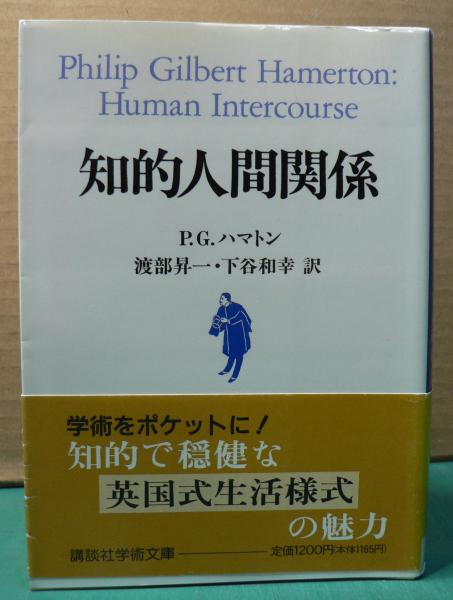 Philip Gilbert Hamerton:
Human Intercourse
知的人間関係
P.G.ハマトン
渡部昇一・下谷和幸 訳
学術をポケットに！
知的で穏健な
英国式生活様式
の魅力
講談社学術文庫 定価1200円(本体1165円)